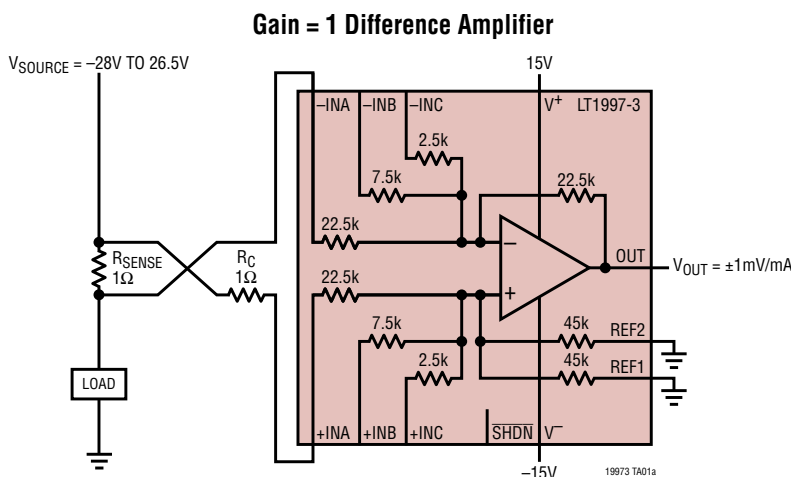 Gain = 1 Difference Amplifier
VSOURCE = –28V TO 26.5V
15V
–INA
–INB
–INC
V+
LT1997-3
2.5k
7.5k
22.5k
22.5k
–
RSENSE
1Ω
RC
1Ω
OUT
VOUT = ±1mV/mA
22.5k
+
7.5k
45k
REF2
2.5k
45k
REF1
LOAD
+INA
+INB
+INC
SHDN
V–
–15V
19973 TA01a